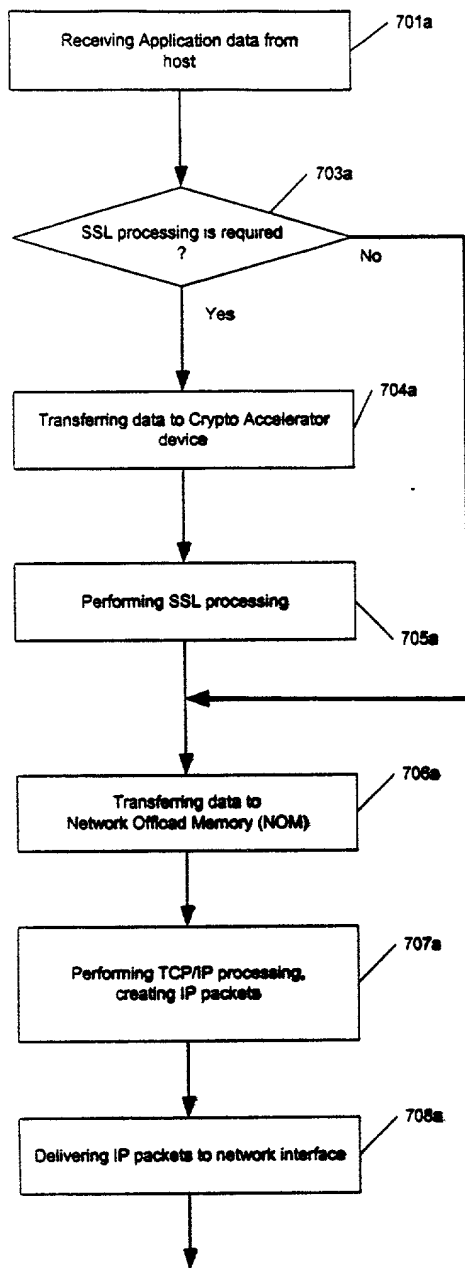 Receiving Application data from
host
701a
703a
SSL processing is required
?
No
Yes
704a
Transferring data to Crypto Accelerator
device
Performing SSL processing
705a
706a
Transferring data to
Network Offload Memory (NOM)
707a
Performing TCP/IP processing,
creating IP packets
708a
Delivering IP packets to network interface